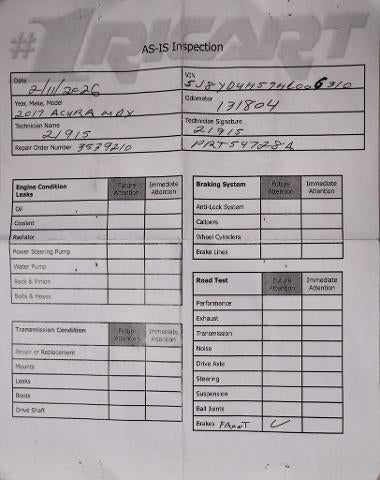 #1 RICART
AS-IS Inspection
Date 2/11/2026
VIN 5J8YD4H57HL006310
Year, Make, Model 2017 ACURA MDX
Odometer 131804
Technician Name 21915
Technician Signature 21915
Repair Order Number 3539210
PRT547284
Engine Condition Leaks Future Attention Immediate Attention
Oil
Coolant
Radiator
Power Steering Pump
Water Pump
Rack & Pinion
Belts & Hoses
Transmission Condition Future Attention Immediate Attention
Repair or Replacement
Mounts
Leaks
Boots
Drive Shaft
Braking System Future Attention Immediate Attention
Anti-Lock System
Calipers
Wheel Cylinders
Brake Lines
Road Test Future Attention Immediate Attention
Performance
Exhaust
Transmission
Noise
Drive Axle
Steering
Suspension
Ball Joints
Brakes FRONT ✓